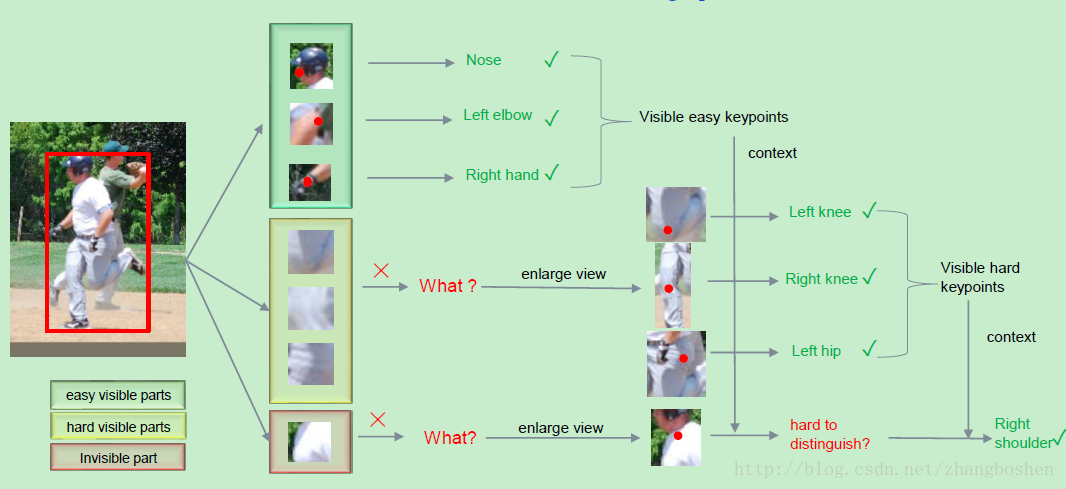 Nose
Left elbow
Right hand
Visible easy keypoints
context
Left knee
Right knee
Left hip
Visible hard
keypoints
context
What ?
enlarge view
What?
enlarge view
hard to
distinguish?
Right
shoulder
easy visible parts
hard visible parts
Invisible part
http://blog.csdn.net/zhangboshen